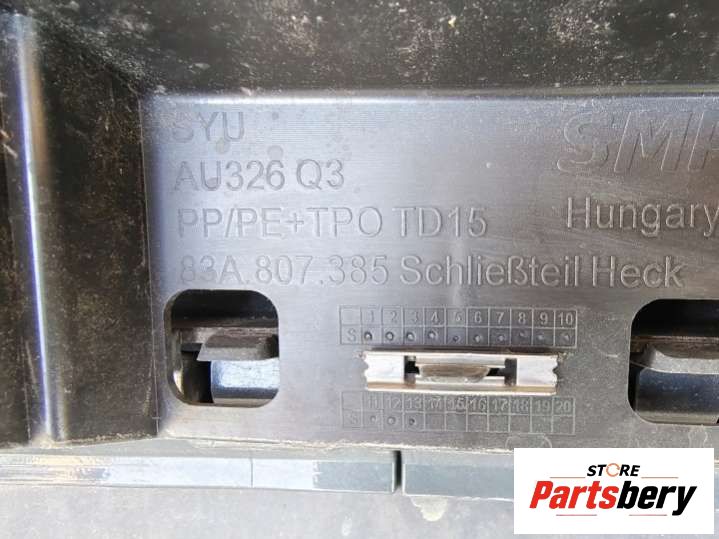 SYU
AU326 Q3
PP/PE+TPO TD15
Hungary
83A.807.385 Schließteil Heck
1 2 3 4 5 6 7 8 9 10
S
11 12 13 14 15 16 17 18 19 20
S
STORE
Partsbery